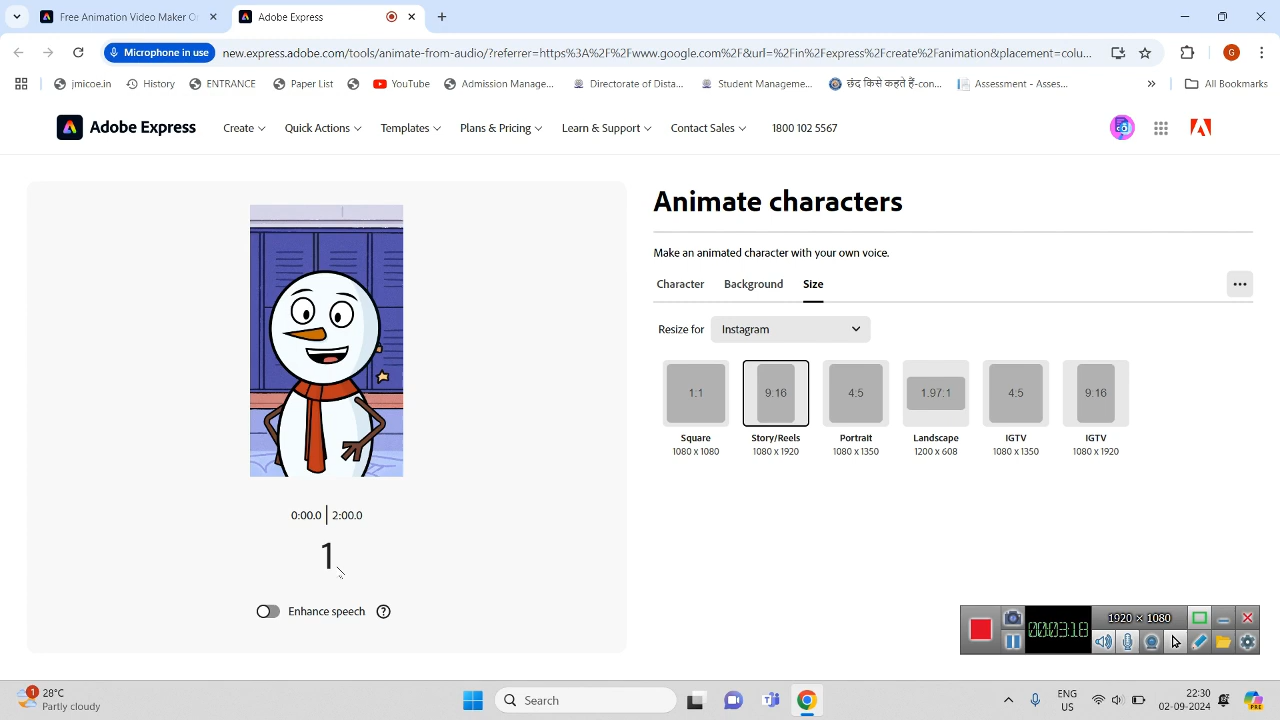 Free Animation Video Maker O
Adobe Express
Microphone in use
new.express.adobe.com/tools/animate-from-audio/?referrer=http%3A%2F%2Fwww.google.com%2F&url=
%2Fanimation&placement=colu...
jmicoe.in
History
ENTRANCE
Paper List
YouTube
Admission Manage...
Directorate of Dista...
Student Manageme...
छंद किसे कहते हैं-con...
Assessment - Asses...
All Bookmarks
Adobe Express
Create
Quick Actions
Templates
Plans & Pricing
Learn & Support
Contact Sales
1800 102 5567
Animate characters
Make an animated character with your own voice.
Character
Background
Size
Resize for
Instagram
1:1
9:16
4:5
1.97:1
4:5
9:16
Square
Story/Reels
Portrait
Landscape
IGTV
IGTV
1080 x 1080
1080 x 1920
1080 x 1350
1200 x 608
1080 x 1350
1080 x 1920
0:00.0
2:00.0
1
Enhance speech
1920 × 1080
00:03:18
1
28°C
Partly cloudy
Search
ENG
US
22:30
02-09-2024
PRE